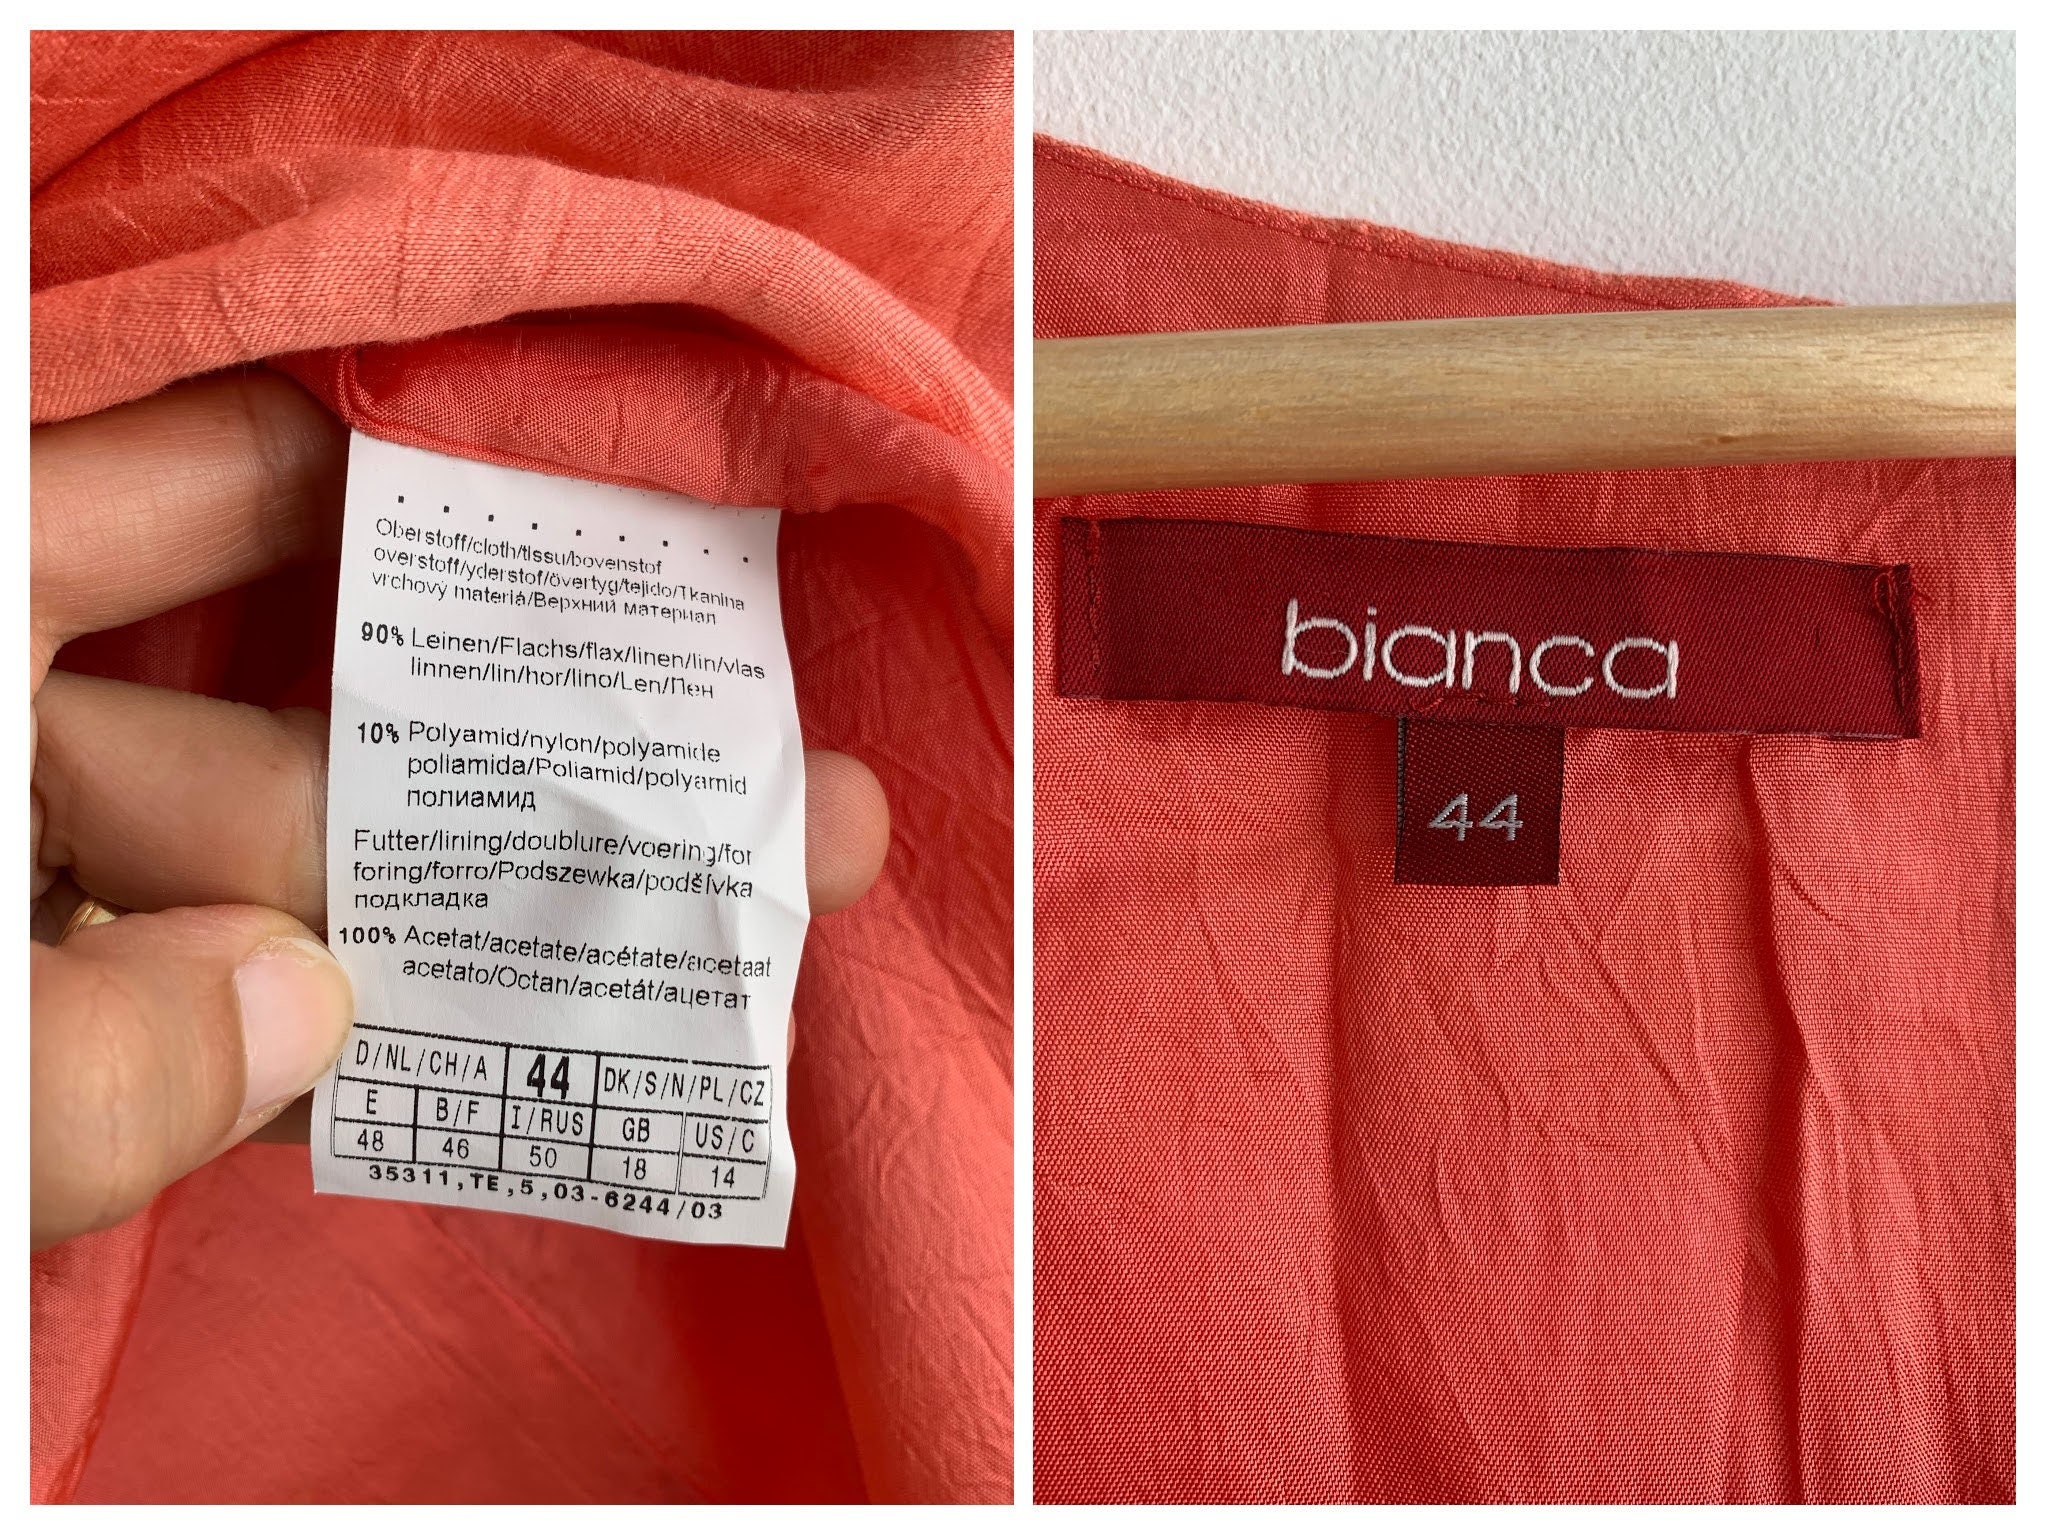 Oberstoff/cloth/tissu/bovenstof
overstoff/yderstof/övertyg/tejido/Tkanina
vrchový materiá/Верхний материал
90% Leinen/Flachs/flax/linen/lin/vlas
linnen/lin/hor/lino/Len/Лен
10% Polyamid/nylon/polyamide
poliamida/Poliamid/polyamid
полиамид
Futter/lining/doublure/voering/for
foring/forro/Podszewka/podšívka
подкладка
100% Acetat/acetate/acétate/acetaat
acetato/Octan/acetát/ацетат
D/NL/CH/A 44 DK/S/N/PL/CZ
E B/F I/RUS GB US/C
48 46 50 18 14
35311,TE,5,03-6244/03
bianca
44